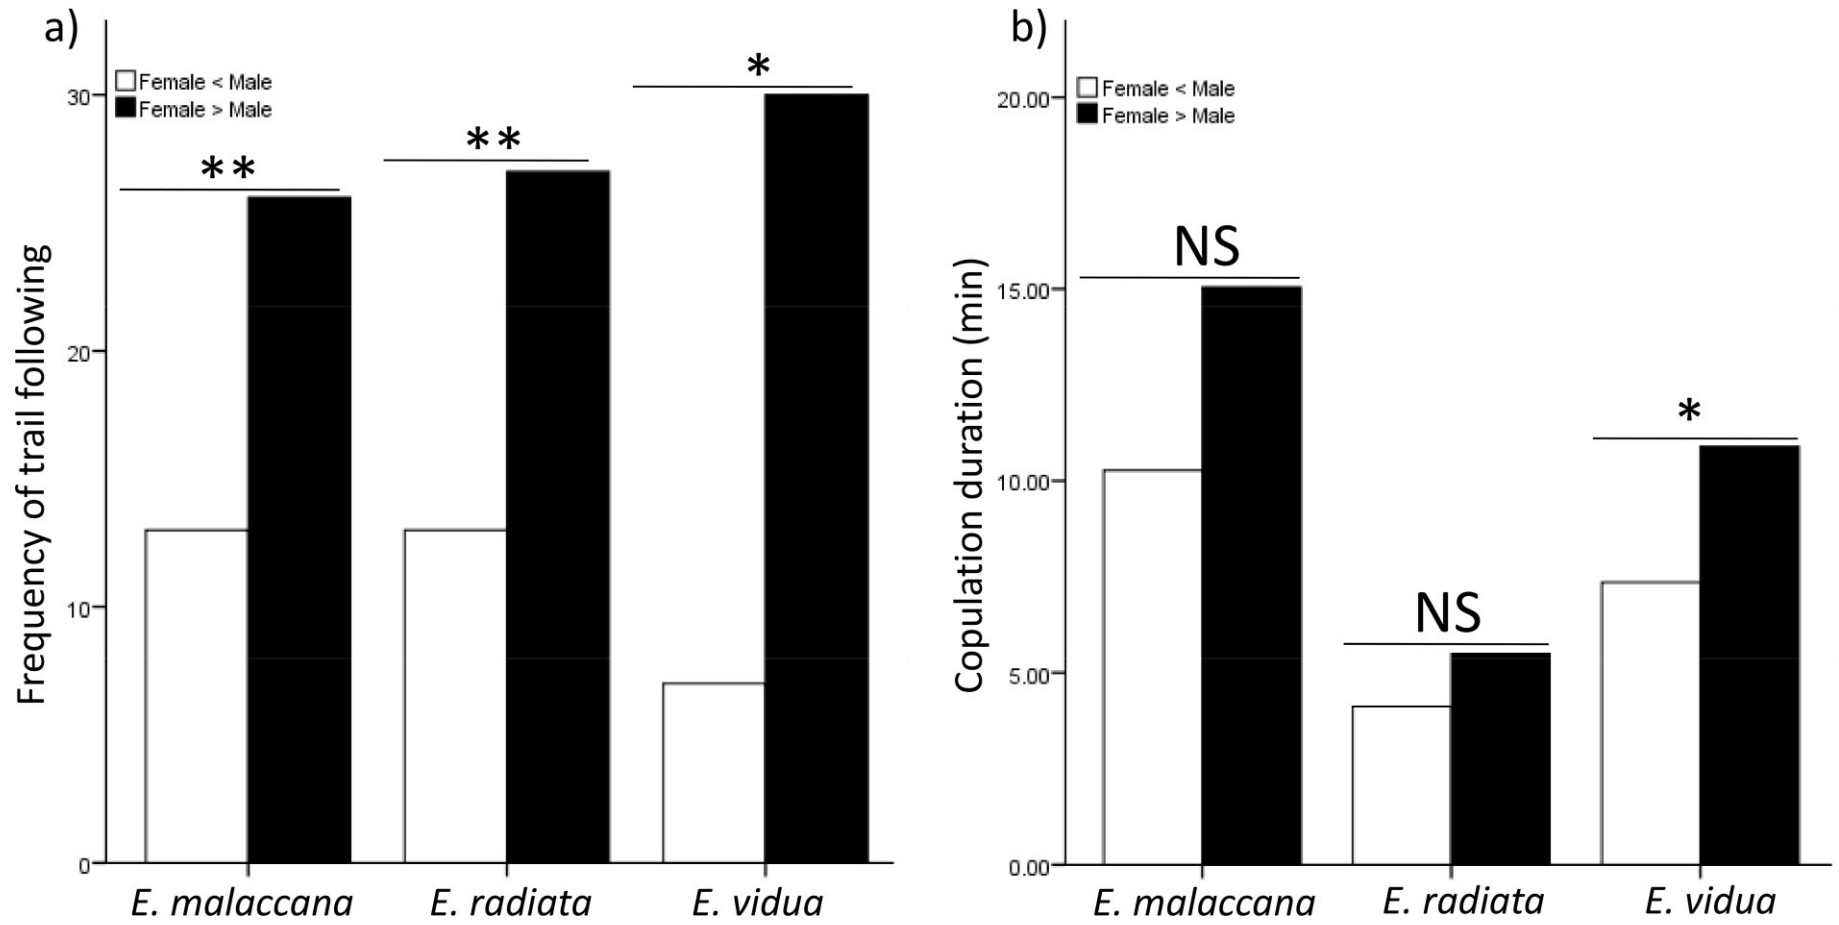 a)
Female < Male
Female > Male
Frequency of trail following
30
20
10
0
**
**
*
E. malaccana
E. radiata
E. vidua
b)
Female < Male
Female > Male
Copulation duration (min)
20.00
15.00
10.00
5.00
0.00
NS
NS
*
E. malaccana
E. radiata
E. vidua